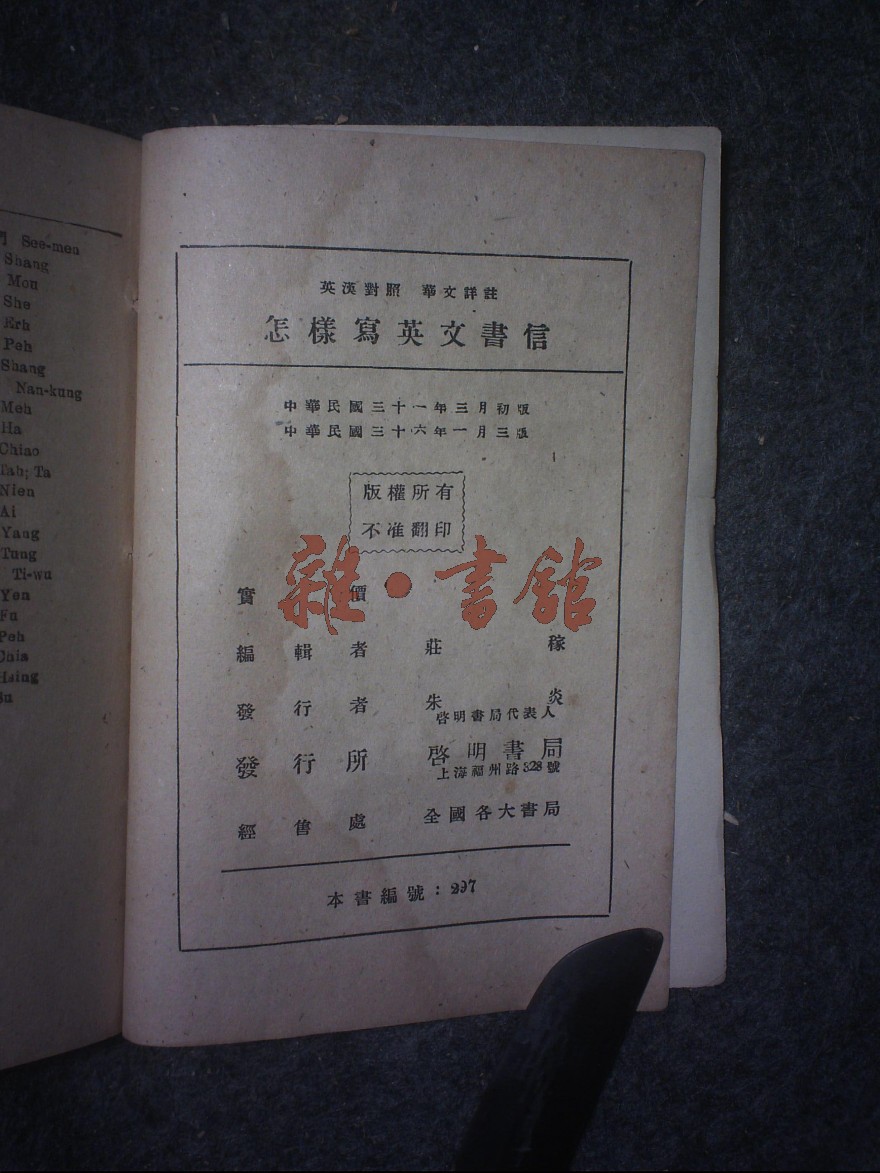 門 See-men
Shang
Mou
She
Erh
Peh
Shang
Nan-kung
Meh
Ha
Chiao
Tah; Ta
Nien
Ai
Yang
Tung
Ti-wu
Yen
Fu
Peh
Chia
Hsing
英漢對照 華文詳註
怎樣寫英文書信
中華民國三十一年三月初版
中華民國三十六年一月三版
版權所有
不准翻印
雜·書館
實價
編輯者 莊稼
發行者 朱炎
啓明書局代表人
發行所 啓明書局
上海福州路328號
經售處 全國各大書局
本書編號：297